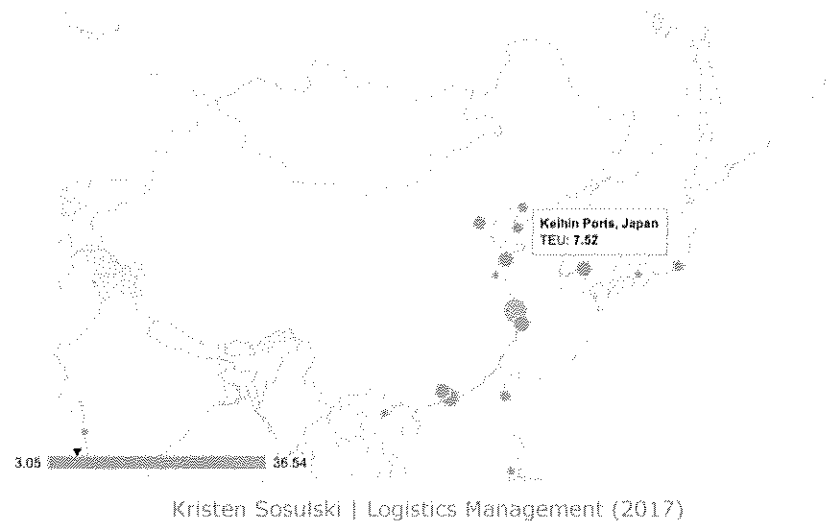 Keihin Ports, Japan
TEU: 7.52
3.05
36.54
Kristen Sosulski | Logistics Management (2017)